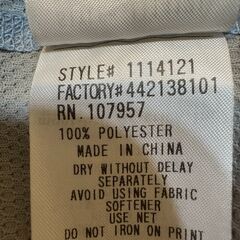 STYLE# 1114121
FACTORY# 442138101
RN. 107957
100% POLYESTER
MADE IN CHINA
DRY WITHOUT DELAY
SEPARATELY
AVOID USING FABRIC
SOFTENER
USE NET
DO NOT IRON ON PRINT